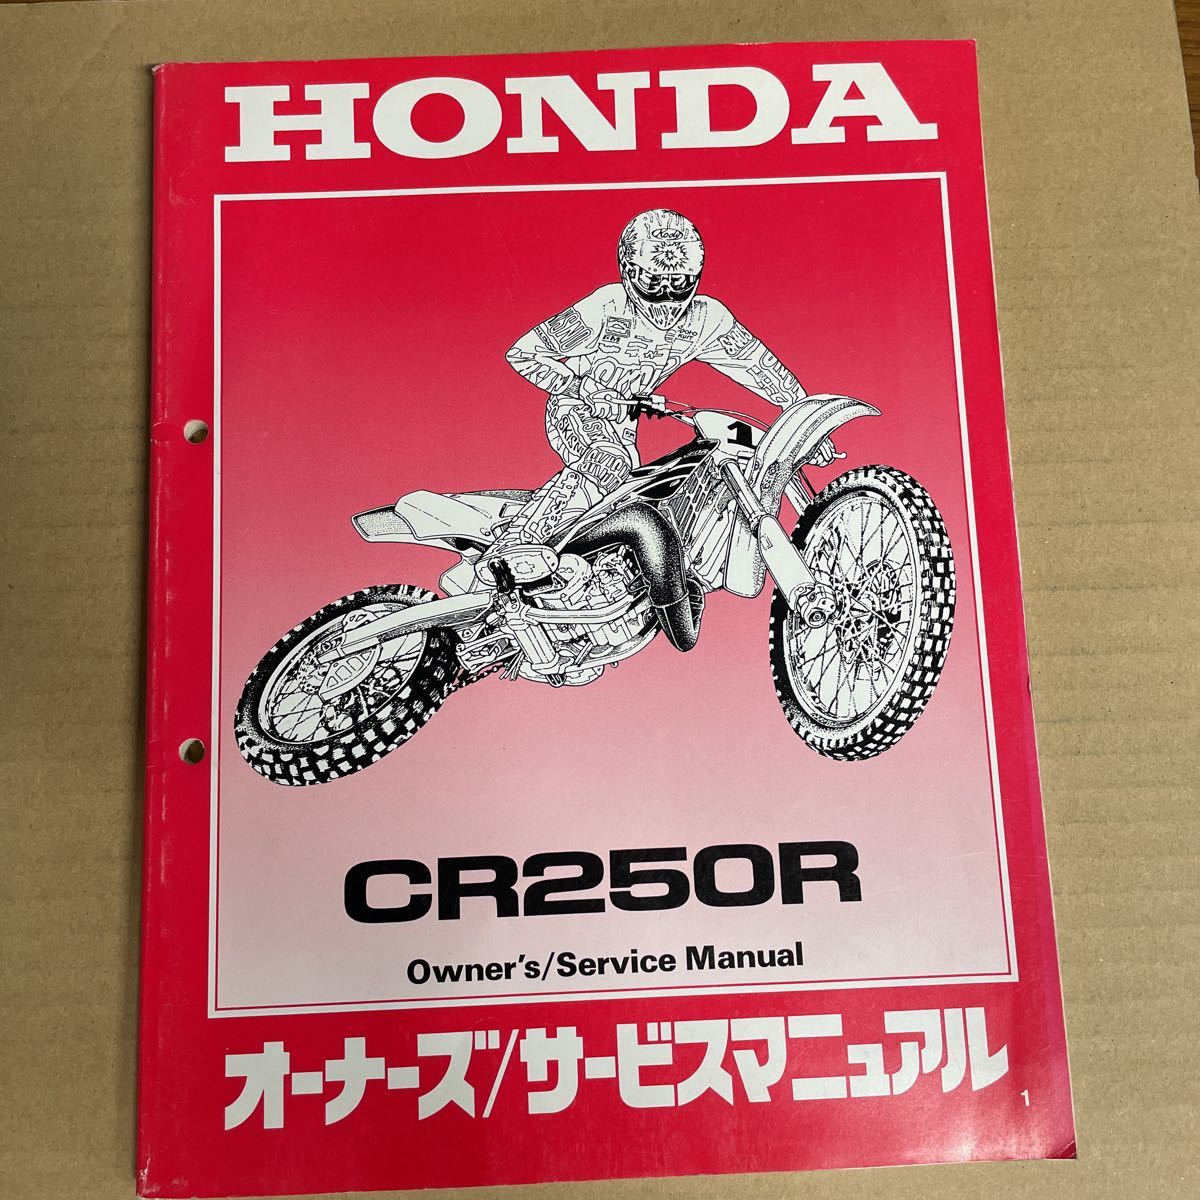 HONDA
Kody
1
CR250R
Owner's/Service Manual
オーナーズ/サービスマニュアル
1